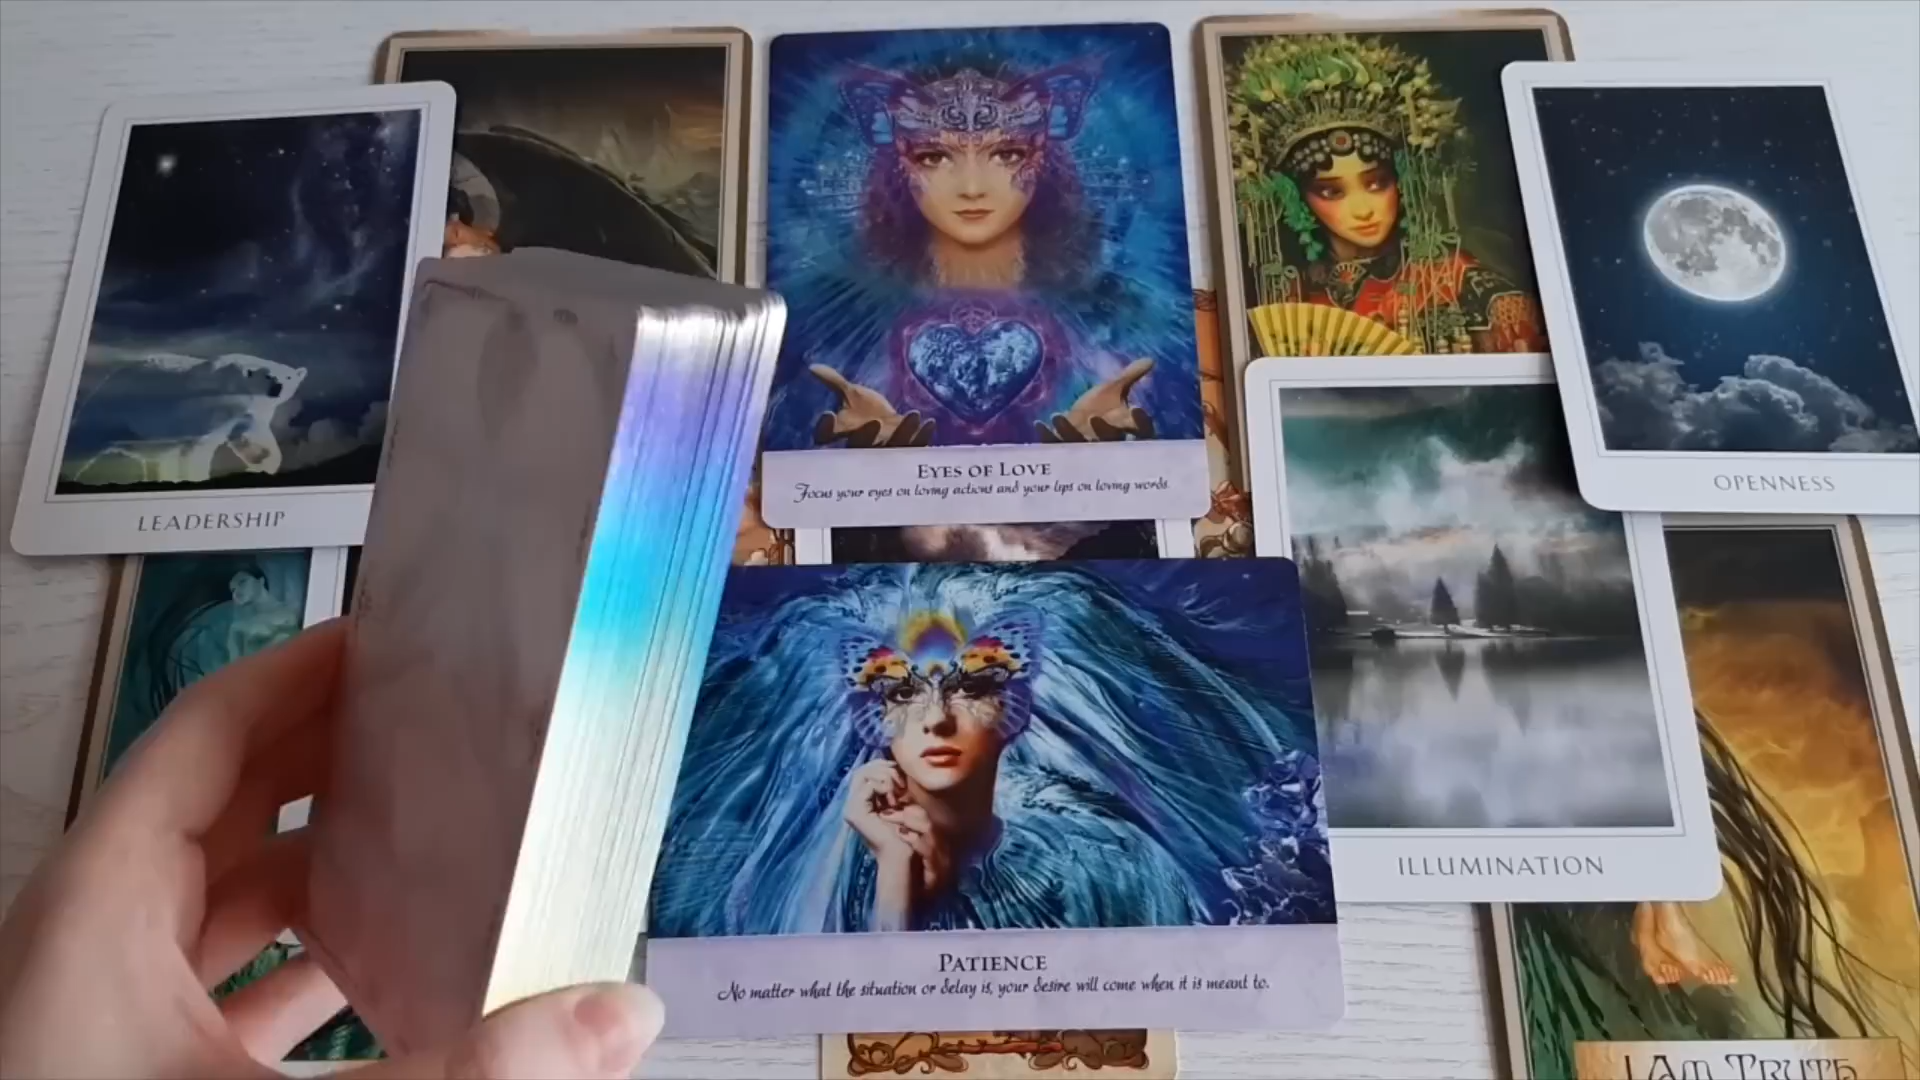 EYES OF LOVE
Focus your eyes on loving actions and your lips on loving words.
OPENNESS
LEADERSHIP
ILLUMINATION
PATIENCE
No matter what the situation or delay is, your desire will come when it is meant to.
I AM TRUTH